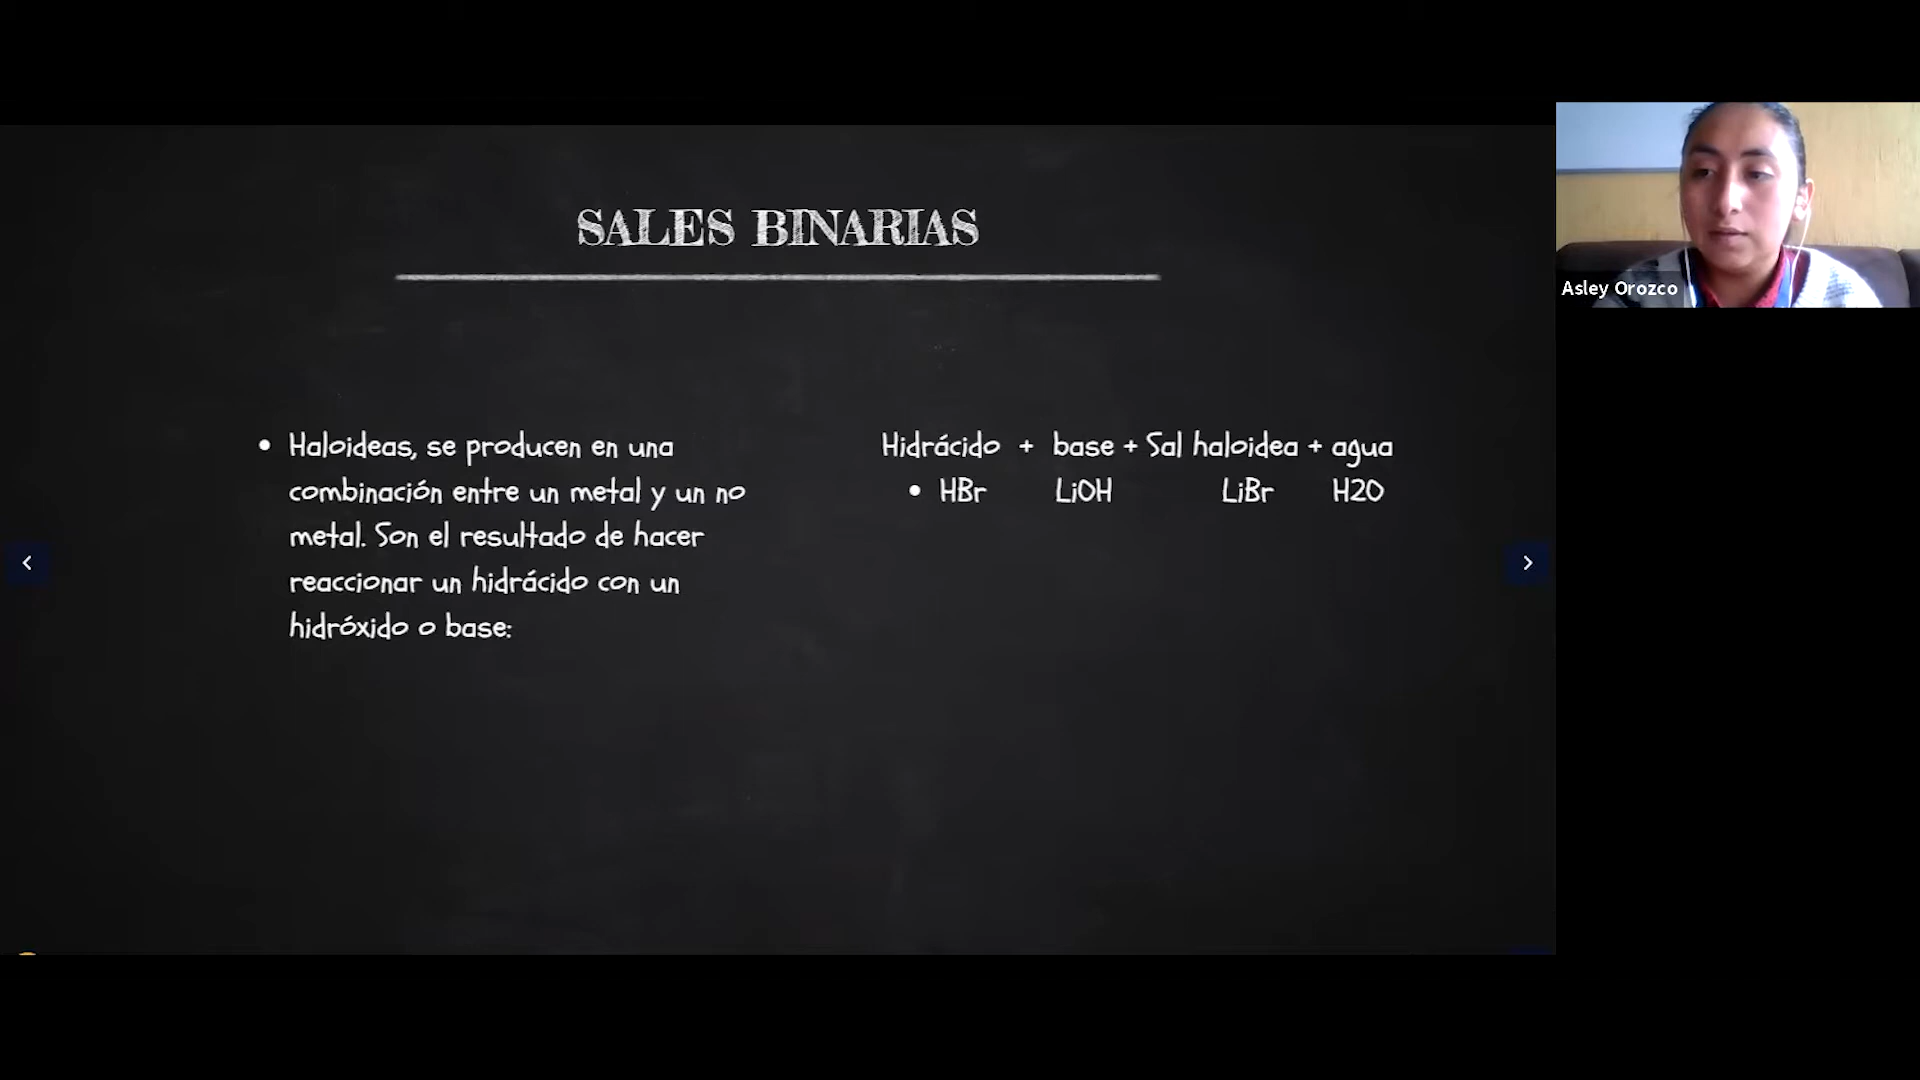 SALES BINARIAS
• Haloideas, se producen en una
combinación entre un metal y un no
metal. Son el resultado de hacer
reaccionar un hidrácido con un
hidróxido o base:
Hidrácido + base + Sal haloidea + agua
• HBr LiOH LiBr H2O
Asley Orozco